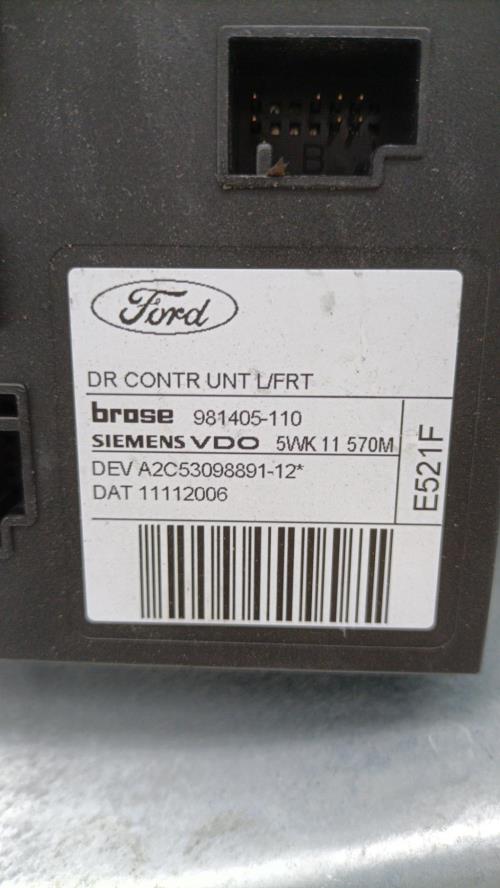 B
Ford
DR CONTR UNT L/FRT
brose 981405-110
SIEMENS VDO 5WK 11 570M
DEV A2C53098891-12*
DAT 11112006
E521F